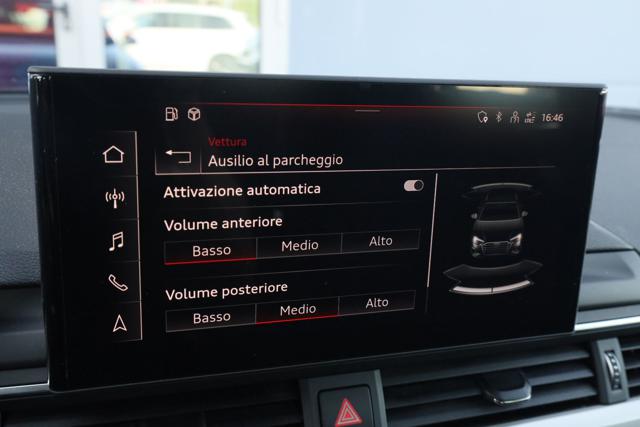 16:46
Vettura
Ausilio al parcheggio
Attivazione automatica
Volume anteriore
Basso Medio Alto
Volume posteriore
Basso Medio Alto